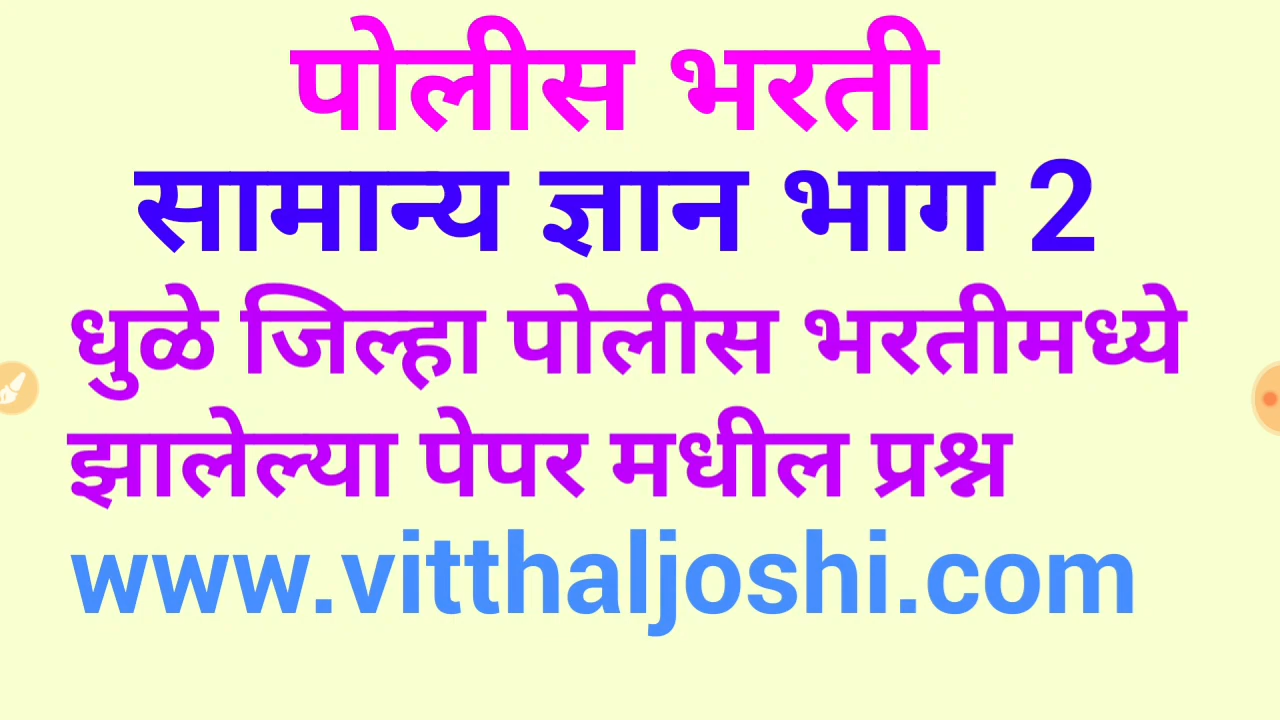 पोलीस भरती
सामान्य ज्ञान भाग 2
धुळे जिल्हा पोलीस भरतीमध्ये
झालेल्या पेपर मधील प्रश्न
www.vitthaljoshi.com